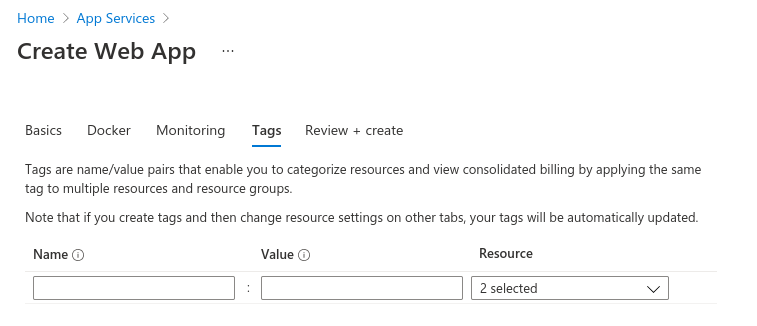 Home > App Services >
Create Web App ...
Basics Docker Monitoring Tags Review + create
Tags are name/value pairs that enable you to categorize resources and view consolidated billing by applying the same
tag to multiple resources and resource groups.
Note that if you create tags and then change resource settings on other tabs, your tags will be automatically updated.
Name Value Resource
: 2 selected